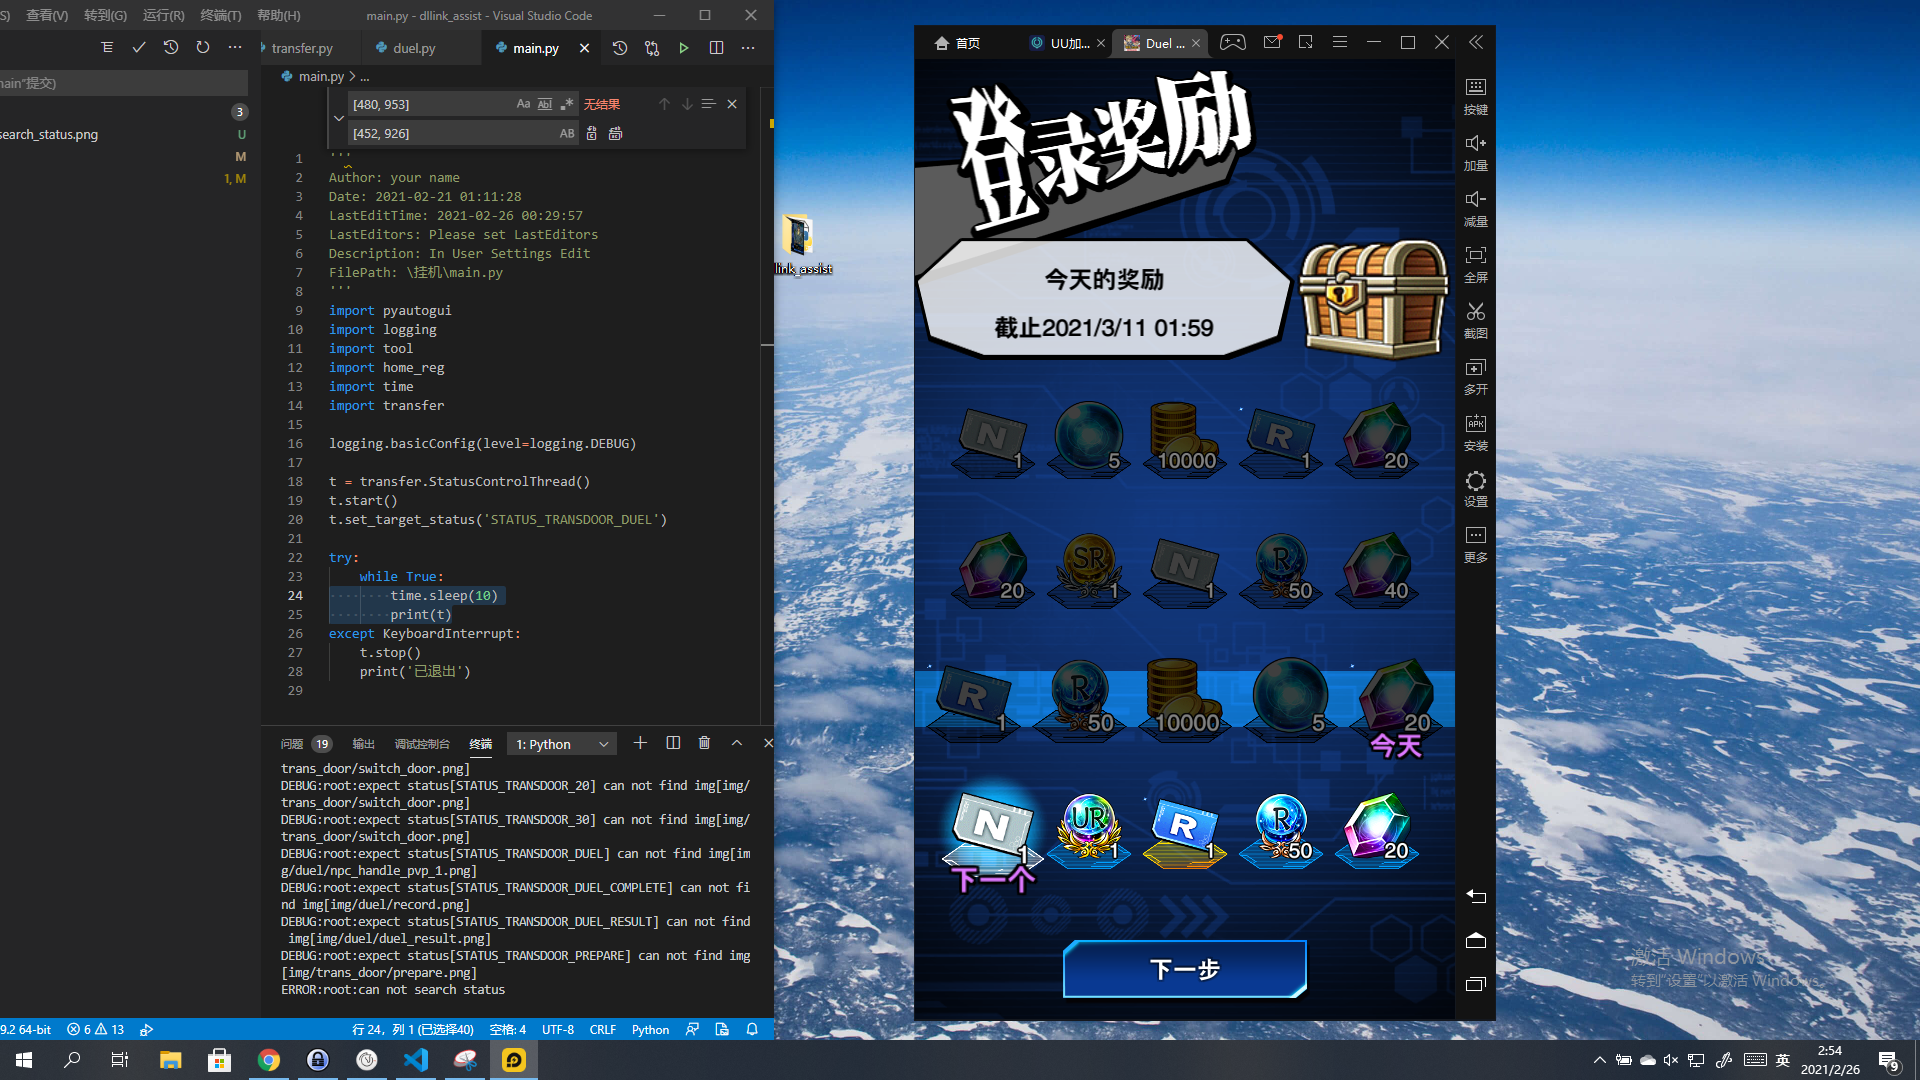 S) 查看(V) 转到(G) 运行(R) 终端(T) 帮助(H) main.py - dllink_assist - Visual Studio Code
transfer.py duel.py main.py
main.py > ...
main"提交)
3
search_status.png U
M
1, M
[480, 953] Aa Abl .* 无结果
[452, 926] AB
1 '''
2 Author: your name
3 Date: 2021-02-21 01:11:28
4 LastEditTime: 2021-02-26 00:29:57
5 LastEditors: Please set LastEditors
6 Description: In User Settings Edit
7 FilePath: \挂机\main.py
8 '''
9 import pyautogui
10 import logging
11 import tool
12 import home_reg
13 import time
14 import transfer
15
16 logging.basicConfig(level=logging.DEBUG)
17
18 t = transfer.StatusControlThread()
19 t.start()
20 t.set_target_status('STATUS_TRANSDOOR_DUEL')
21
22 try:
23 while True:
24 time.sleep(10)
25 print(t)
26 except KeyboardInterrupt:
27 t.stop()
28 print('已退出')
29
问题 19 输出 调试控制台 终端 1: Python
trans_door/switch_door.png]
DEBUG:root:expect status[STATUS_TRANSDOOR_20] can not find img[img/
trans_door/switch_door.png]
DEBUG:root:expect status[STATUS_TRANSDOOR_30] can not find img[img/
trans_door/switch_door.png]
DEBUG:root:expect status[STATUS_TRANSDOOR_DUEL] can not find img[im
g/duel/npc_handle_pvp_1.png]
DEBUG:root:expect status[STATUS_TRANSDOOR_DUEL_COMPLETE] can not fi
nd img[img/duel/record.png]
DEBUG:root:expect status[STATUS_TRANSDOOR_DUEL_RESULT] can not find
img[img/duel/duel_result.png]
DEBUG:root:expect status[STATUS_TRANSDOOR_PREPARE] can not find img
[img/trans_door/prepare.png]
ERROR:root:can not search status
9.2 64-bit 6 13 行 24，列 1 (已选择40) 空格: 4 UTF-8 CRLF Python
link_assist
首页 UU加... Duel ...
登录奖励
今天的奖励
截止2021/3/11 01:59
N 1 5 10000 R 1 20
20 SR 1 N 1 R 50 40
R 1 R 50 10000 5 20
今天
N 1 UR 1 R 1 R 50 20
下一个
下一步
按键
加量
减量
全屏
截图
多开
APK
安装
设置
更多
激活 Windows
转到"设置"以激活 Windows。
英 2:54
2021/2/26 9